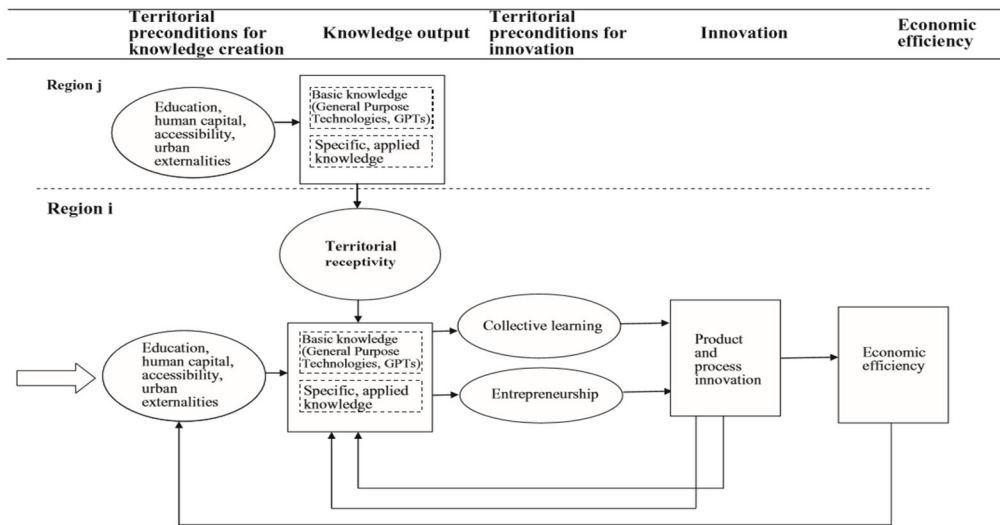 Territorial
preconditions for
knowledge creation
Knowledge output
Territorial
preconditions for
innovation
Innovation
Economic
efficiency
Region j
Education,
human capital,
accessibility,
urban
externalities
Basic knowledge
(General Purpose
Technologies, GPTs)
Specific, applied
knowledge
Region i
Territorial
receptivity
Education,
human capital,
accessibility,
urban
externalities
Basic knowledge
(General Purpose
Technologies, GPTs)
Specific, applied
knowledge
Collective learning
Entrepreneurship
Product
and
process
innovation
Economic
efficiency